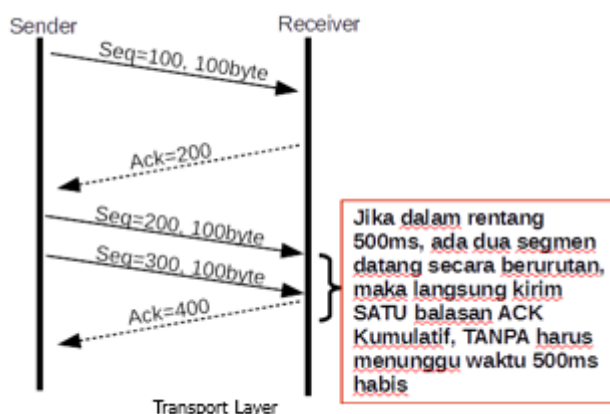 Sender
Receiver
Seq=100, 100byte
Ack=200
Seq=200, 100byte
Seq=300, 100byte
Ack=400
Jika dalam rentang
500ms, ada dua segmen
datang secara berurutan,
maka langsung kirim
SATU balasan ACK
Kumulatif, TANPA harus
menunggu waktu 500ms
habis
Transport Layer